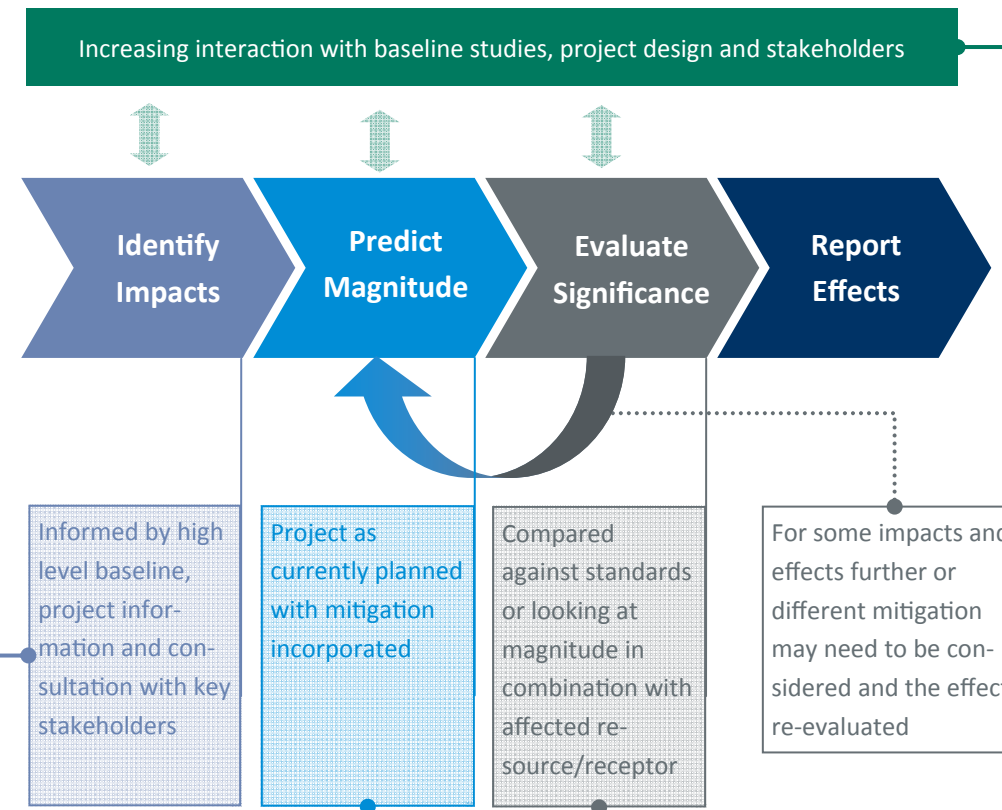 Increasing interaction with baseline studies, project design and stakeholders
Identify
Impacts
Predict
Magnitude
Evaluate
Significance
Report
Effects
Informed by high
level baseline,
project infor-
mation and con-
sultation with key
stakeholders
Project as
currently planned
with mitigation
incorporated
Compared
against standards
or looking at
magnitude in
combination with
affected re-
source/receptor
For some impacts and
effects further or
different mitigation
may need to be con-
sidered and the effect
re-evaluated